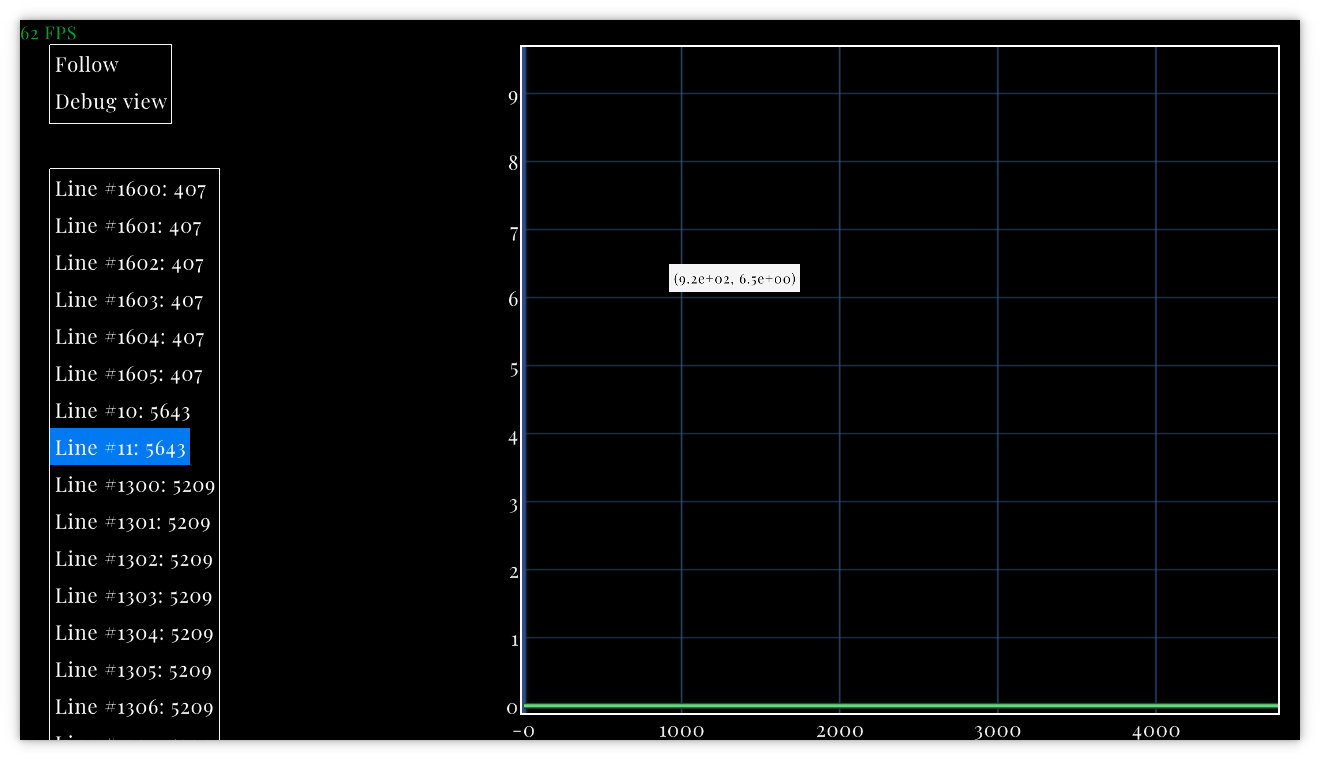 62 FPS
Follow
Debug view
Line #1600: 407
Line #1601: 407
Line #1602: 407
Line #1603: 407
Line #1604: 407
Line #1605: 407
Line #10: 5643
Line #11: 5643
Line #1300: 5209
Line #1301: 5209
Line #1302: 5209
Line #1303: 5209
Line #1304: 5209
Line #1305: 5209
Line #1306: 5209
9
8
7
(9.2e+02, 6.5e+00)
6
5
4
3
2
1
0
-0 1000 2000 3000 4000